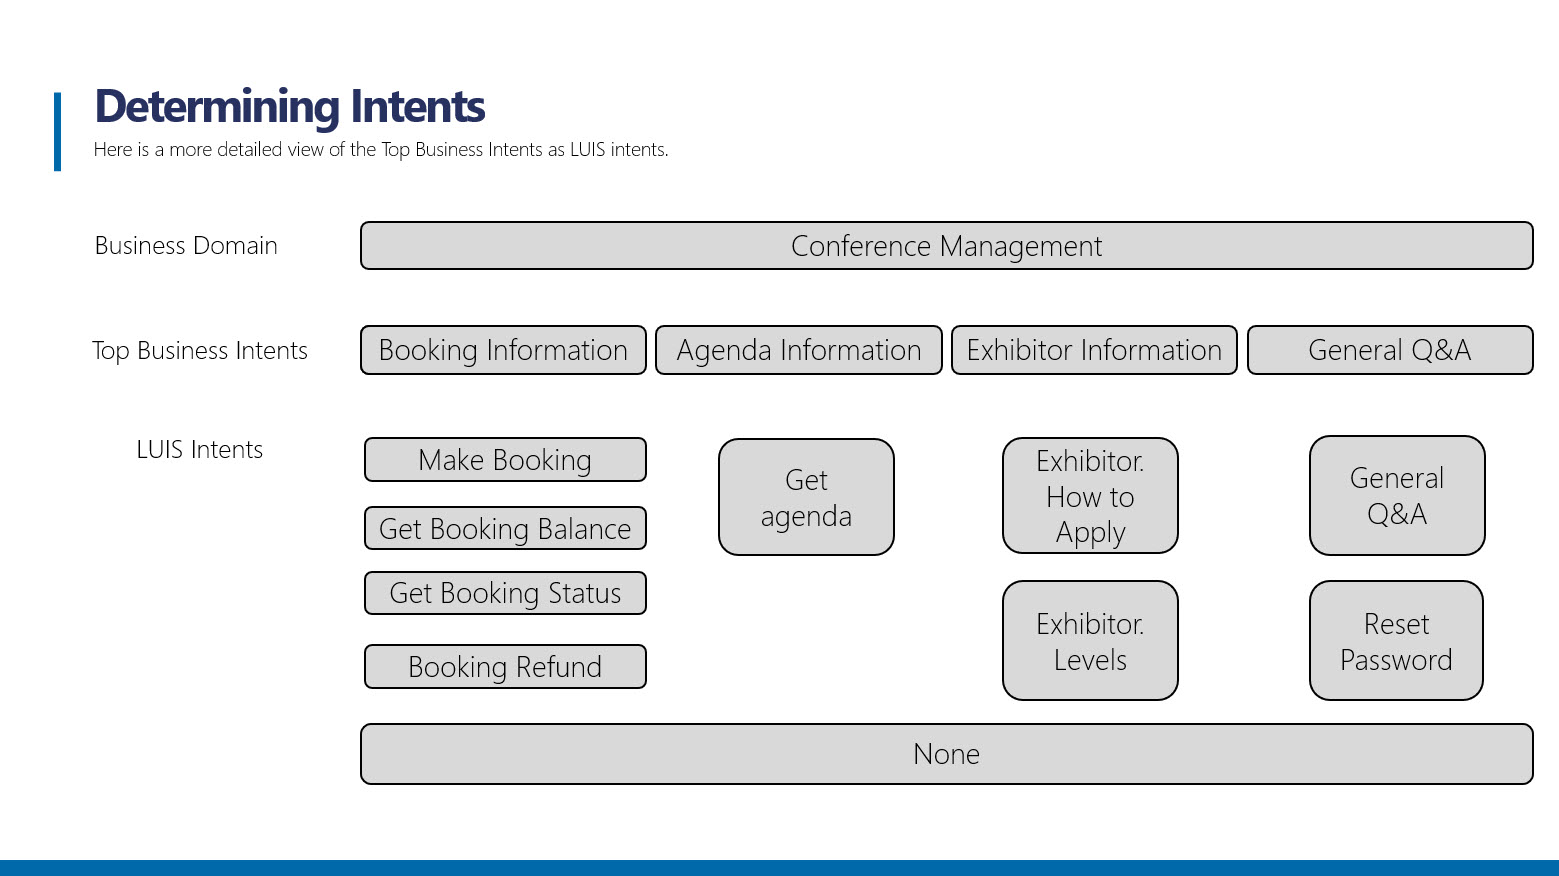 Determining Intents
Here is a more detailed view of the Top Business Intents as LUIS intents.
Business Domain
Conference Management
Top Business Intents
Booking Information
Agenda Information
Exhibitor Information
General Q&A
LUIS Intents
Make Booking
Get Booking Balance
Get Booking Status
Booking Refund
Get
agenda
Exhibitor.
How to
Apply
Exhibitor.
Levels
General
Q&A
Reset
Password
None